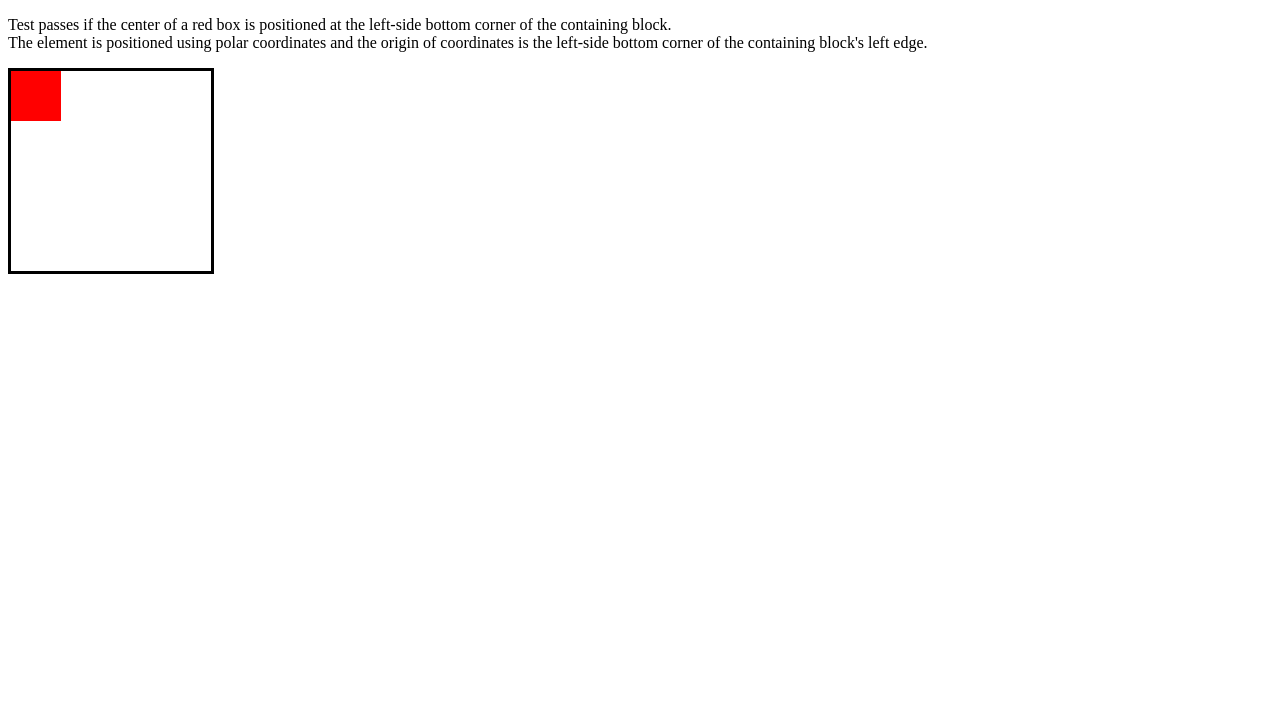 Test passes if the center of a red box is positioned at the left-side bottom corner of the containing block.
The element is positioned using polar coordinates and the origin of coordinates is the left-side bottom corner of the containing block's left edge.